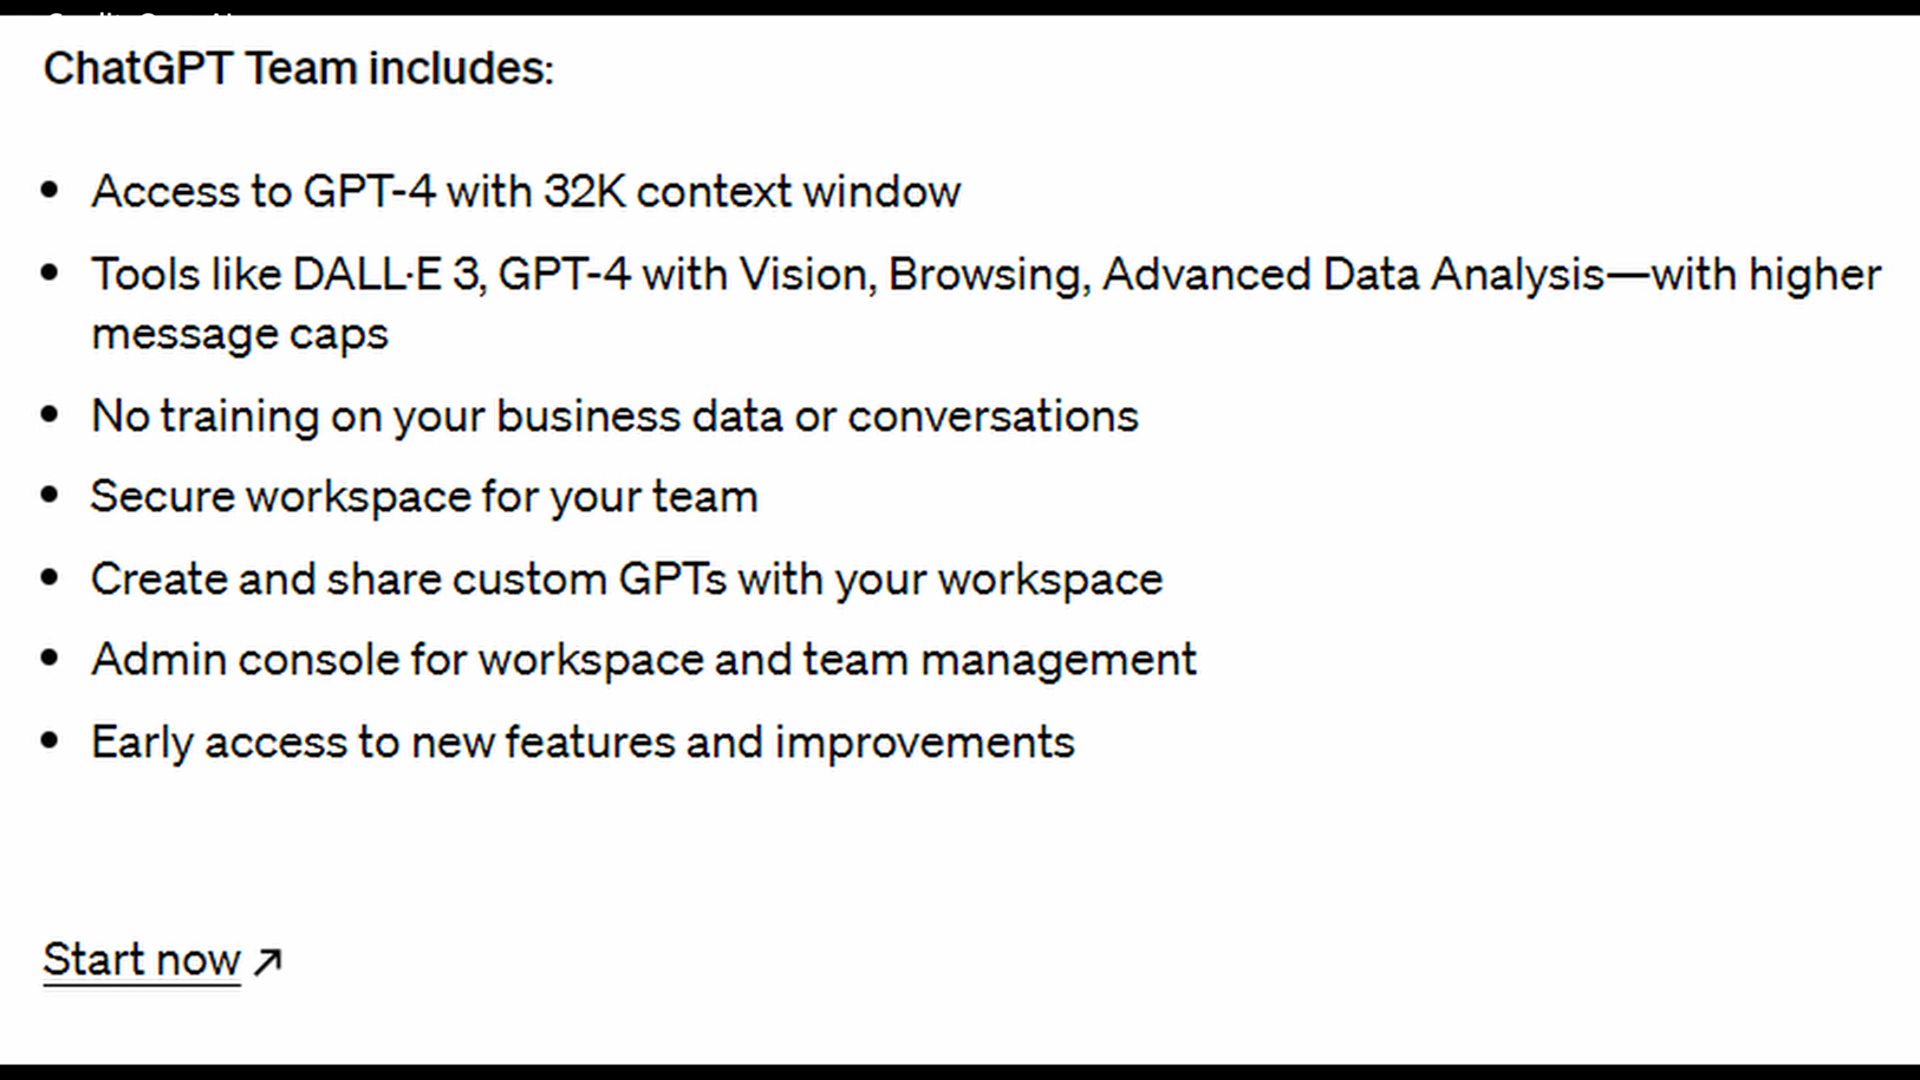 ChatGPT Team includes:
• Access to GPT-4 with 32K context window
• Tools like DALL·E 3, GPT-4 with Vision, Browsing, Advanced Data Analysis—with higher
message caps
• No training on your business data or conversations
• Secure workspace for your team
• Create and share custom GPTs with your workspace
• Admin console for workspace and team management
• Early access to new features and improvements
Start now ↗